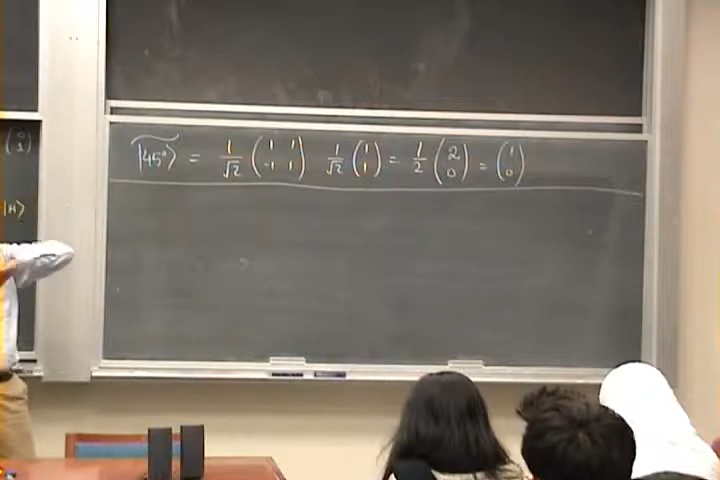 (0 1)
|H⟩
|45°⟩~ = 1/√2 (1 1 -1 1) 1/√2 (1 1) = 1/2 (2 0) = (1 0)